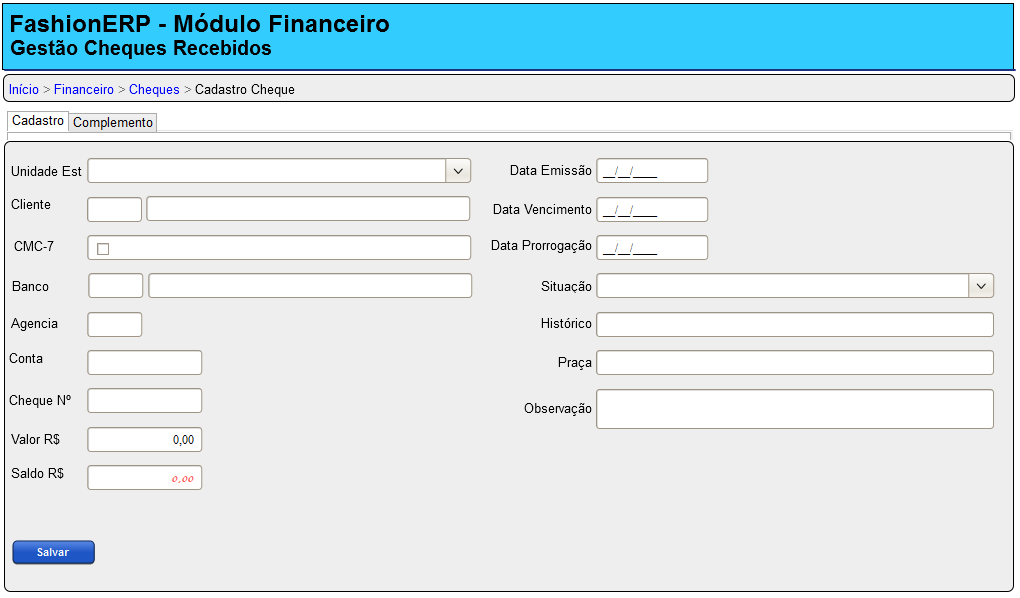 FashionERP - Módulo Financeiro
Gestão Cheques Recebidos
Início > Financeiro > Cheques > Cadastro Cheque
Cadastro Complemento
Unidade Est
Cliente
CMC-7
Banco
Agencia
Conta
Cheque Nº
Valor R$ 0,00
Saldo R$ 0,00
Data Emissão __/__/____
Data Vencimento __/__/____
Data Prorrogação __/__/____
Situação
Histórico
Praça
Observação
Salvar